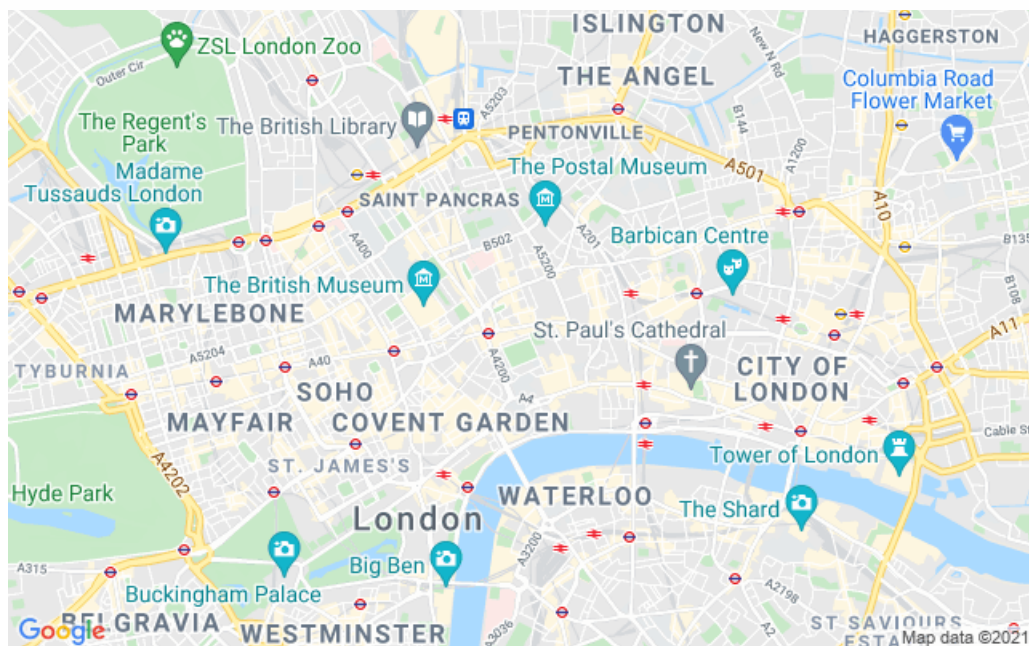 ISLINGTON
HAGGERSTON
ZSL London Zoo
Outer Cir
New N Rd
THE ANGEL
Columbia Road
Flower Market
A5203
B144
The Regent's
Park
The British Library
PENTONVILLE
A1200
Madame
Tussauds London
The Postal Museum
A501
SAINT PANCRAS
A10
A400
B502
A201
Barbican Centre
B135
A5200
The British Museum
B108
MARYLEBONE
St. Paul's Cathedral
A11
A5204
A40
A4200
TYBURNIA
CITY OF
LONDON
SOHO
A4
MAYFAIR
COVENT GARDEN
Cable St
A4202
ST. JAMES'S
Tower of London
Hyde Park
WATERLOO
The Shard
London
A3200
A315
Big Ben
Buckingham Palace
A2198
BELGRAVIA
WESTMINSTER
A3036
A2
ST SAVIOURS
ESTATE
Google
Map data ©2021